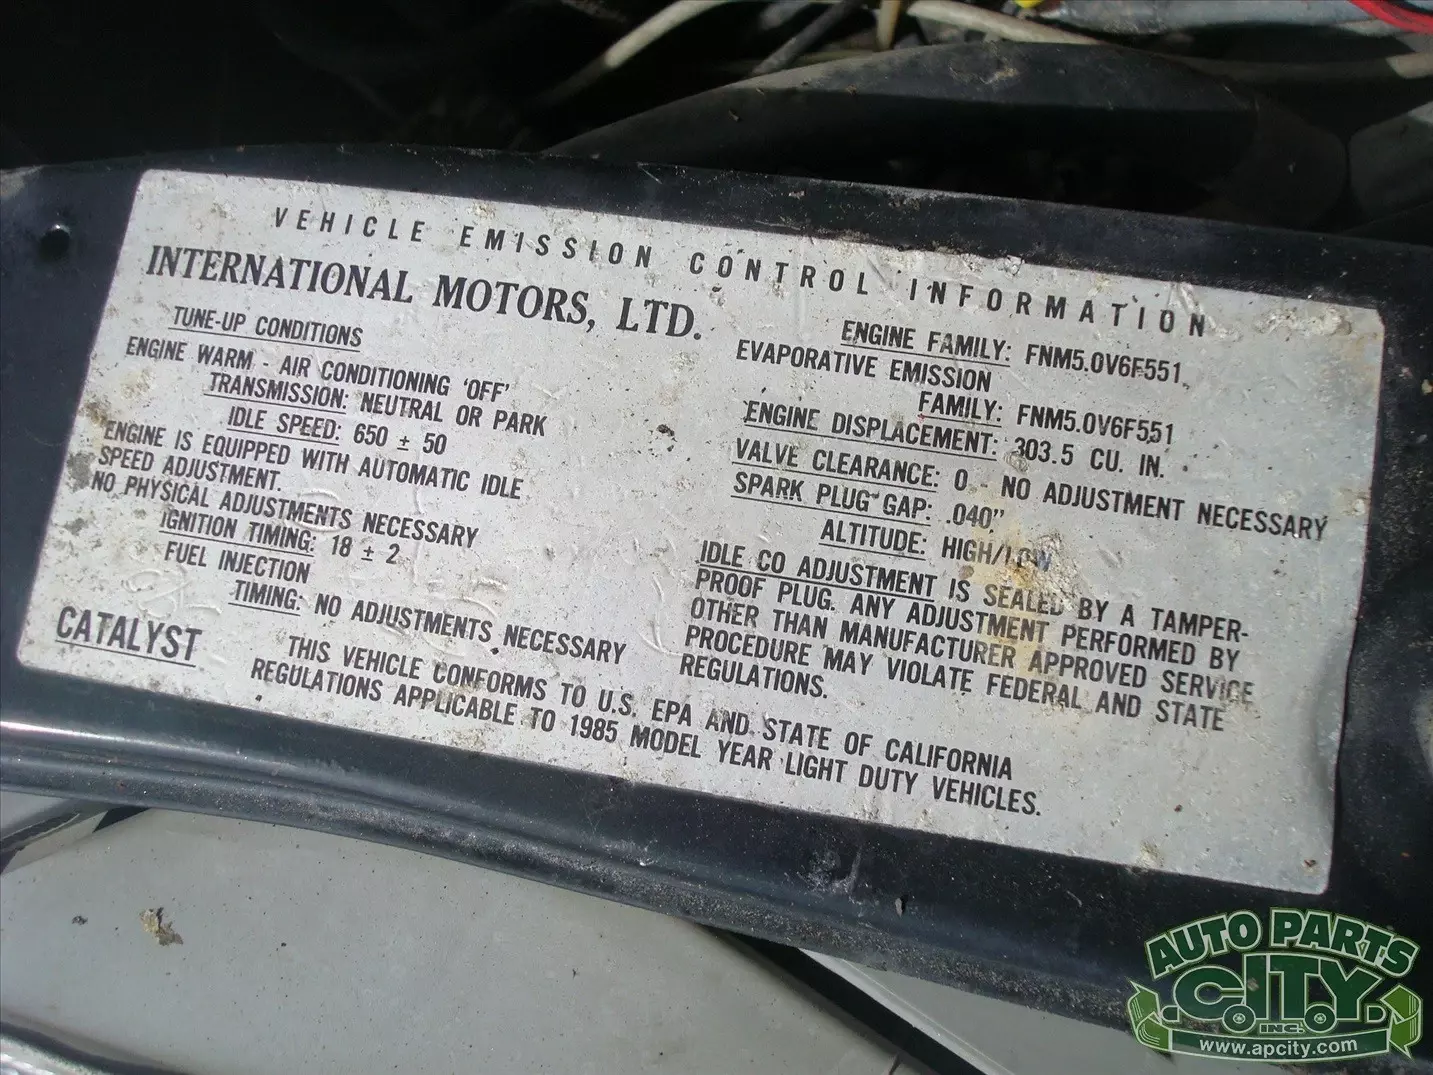 VEHICLE EMISSION CONTROL INFORMATION
INTERNATIONAL MOTORS, LTD.
TUNE-UP CONDITIONS
ENGINE WARM - AIR CONDITIONING 'OFF'
TRANSMISSION: NEUTRAL OR PARK
IDLE SPEED: 650 ± 50
ENGINE IS EQUIPPED WITH AUTOMATIC IDLE
SPEED ADJUSTMENT.
NO PHYSICAL ADJUSTMENTS NECESSARY
IGNITION TIMING: 18 ± 2
FUEL INJECTION
TIMING: NO ADJUSTMENTS NECESSARY
CATALYST
ENGINE FAMILY: FNM5.0V6F551
EVAPORATIVE EMISSION
FAMILY: FNM5.0V6F551
ENGINE DISPLACEMENT: 303.5 CU. IN.
VALVE CLEARANCE: 0 - NO ADJUSTMENT NECESSARY
SPARK PLUG GAP: .040"
ALTITUDE: HIGH/LOW
IDLE CO ADJUSTMENT IS SEALED BY A TAMPER-
PROOF PLUG. ANY ADJUSTMENT PERFORMED BY
OTHER THAN MANUFACTURER APPROVED SERVICE
PROCEDURE MAY VIOLATE FEDERAL AND STATE
REGULATIONS.
THIS VEHICLE CONFORMS TO U.S. EPA AND STATE OF CALIFORNIA
REGULATIONS APPLICABLE TO 1985 MODEL YEAR LIGHT DUTY VEHICLES.
AUTO PARTS
CITY
INC.
www.apcity.com